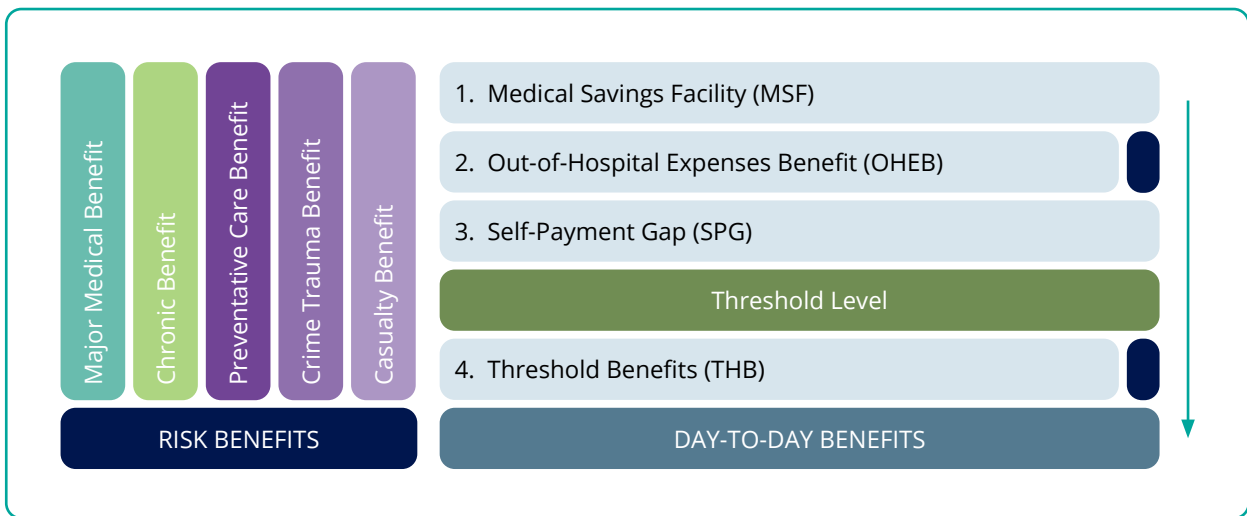 Major Medical Benefit
Chronic Benefit
Preventative Care Benefit
Crime Trauma Benefit
Casualty Benefit
RISK BENEFITS
1. Medical Savings Facility (MSF)
2. Out-of-Hospital Expenses Benefit (OHEB)
3. Self-Payment Gap (SPG)
Threshold Level
4. Threshold Benefits (THB)
DAY-TO-DAY BENEFITS